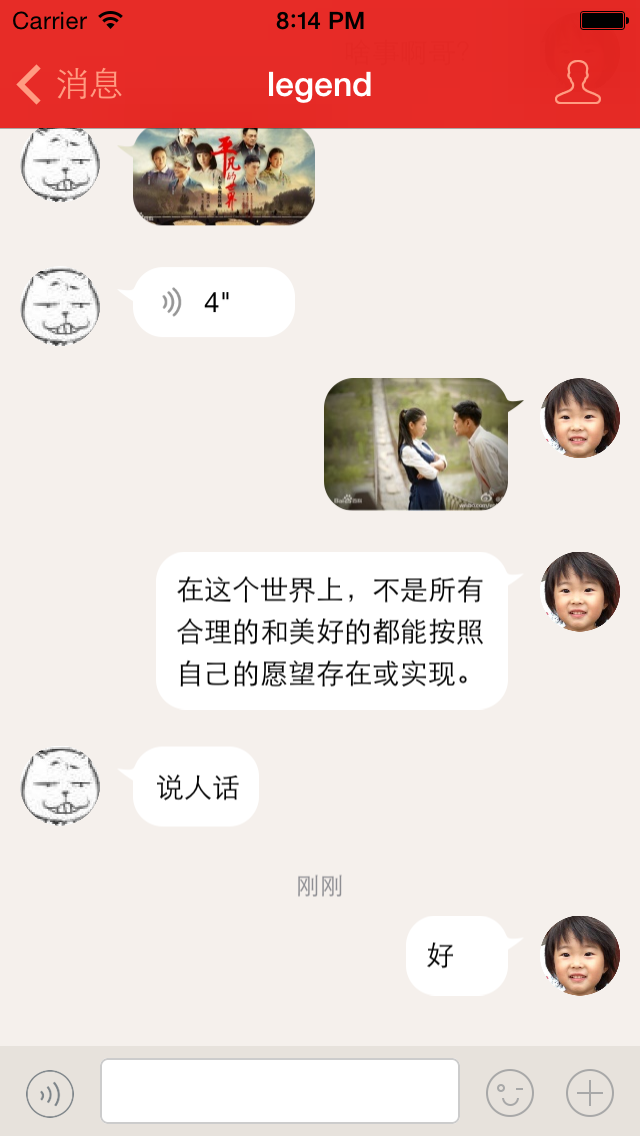 Carrier
8:14 PM
消息
legend
平凡的世界
4"
在这个世界上，不是所有
合理的和美好的都能按照
自己的愿望存在或实现。
说人话
刚刚
好